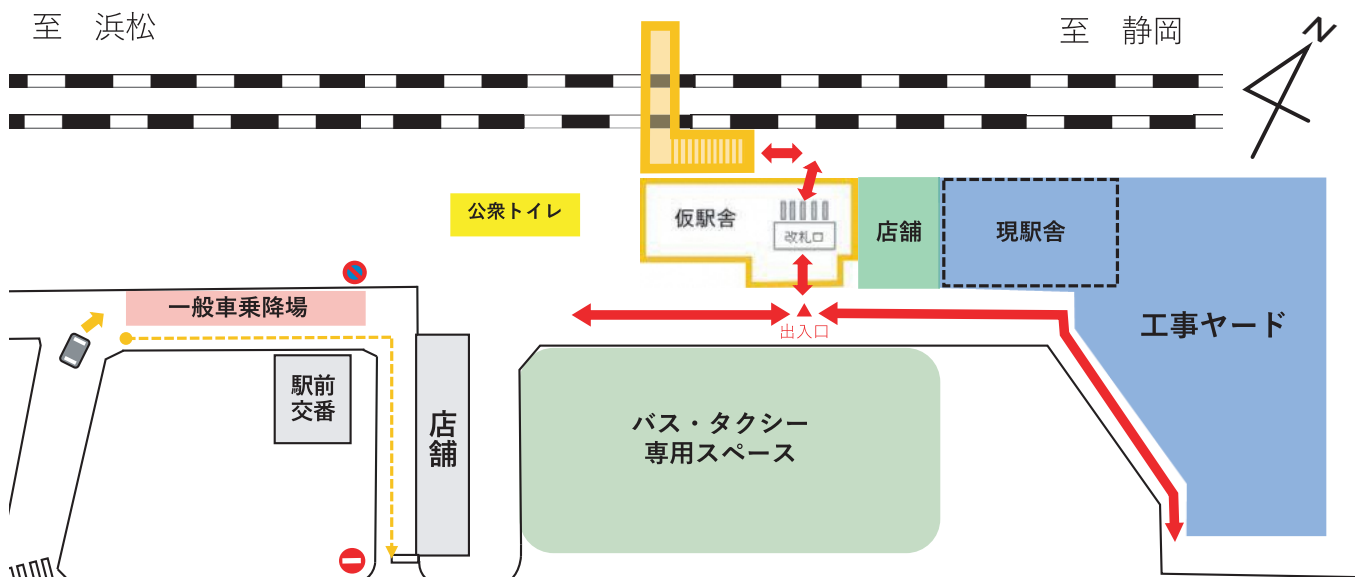 至　浜松
至　静岡
N
公衆トイレ
仮駅舎
改札口
店舗
現駅舎
一般車乗降場
出入口
工事ヤード
駅前
交番
店舗
バス・タクシー
専用スペース